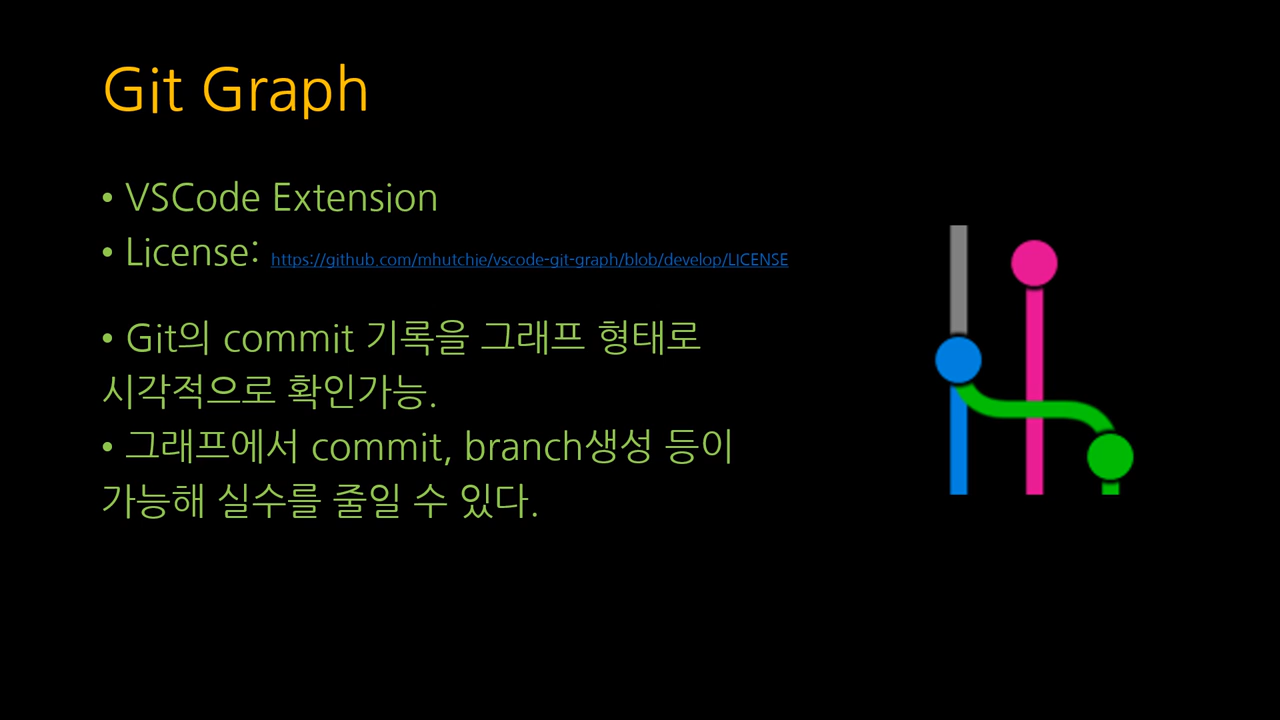 Git Graph
• VSCode Extension
• License: https://github.com/mhutchie/vscode-git-graph/blob/develop/LICENSE
• Git의 commit 기록을 그래프 형태로
시각적으로 확인가능.
• 그래프에서 commit, branch생성 등이
가능해 실수를 줄일 수 있다.